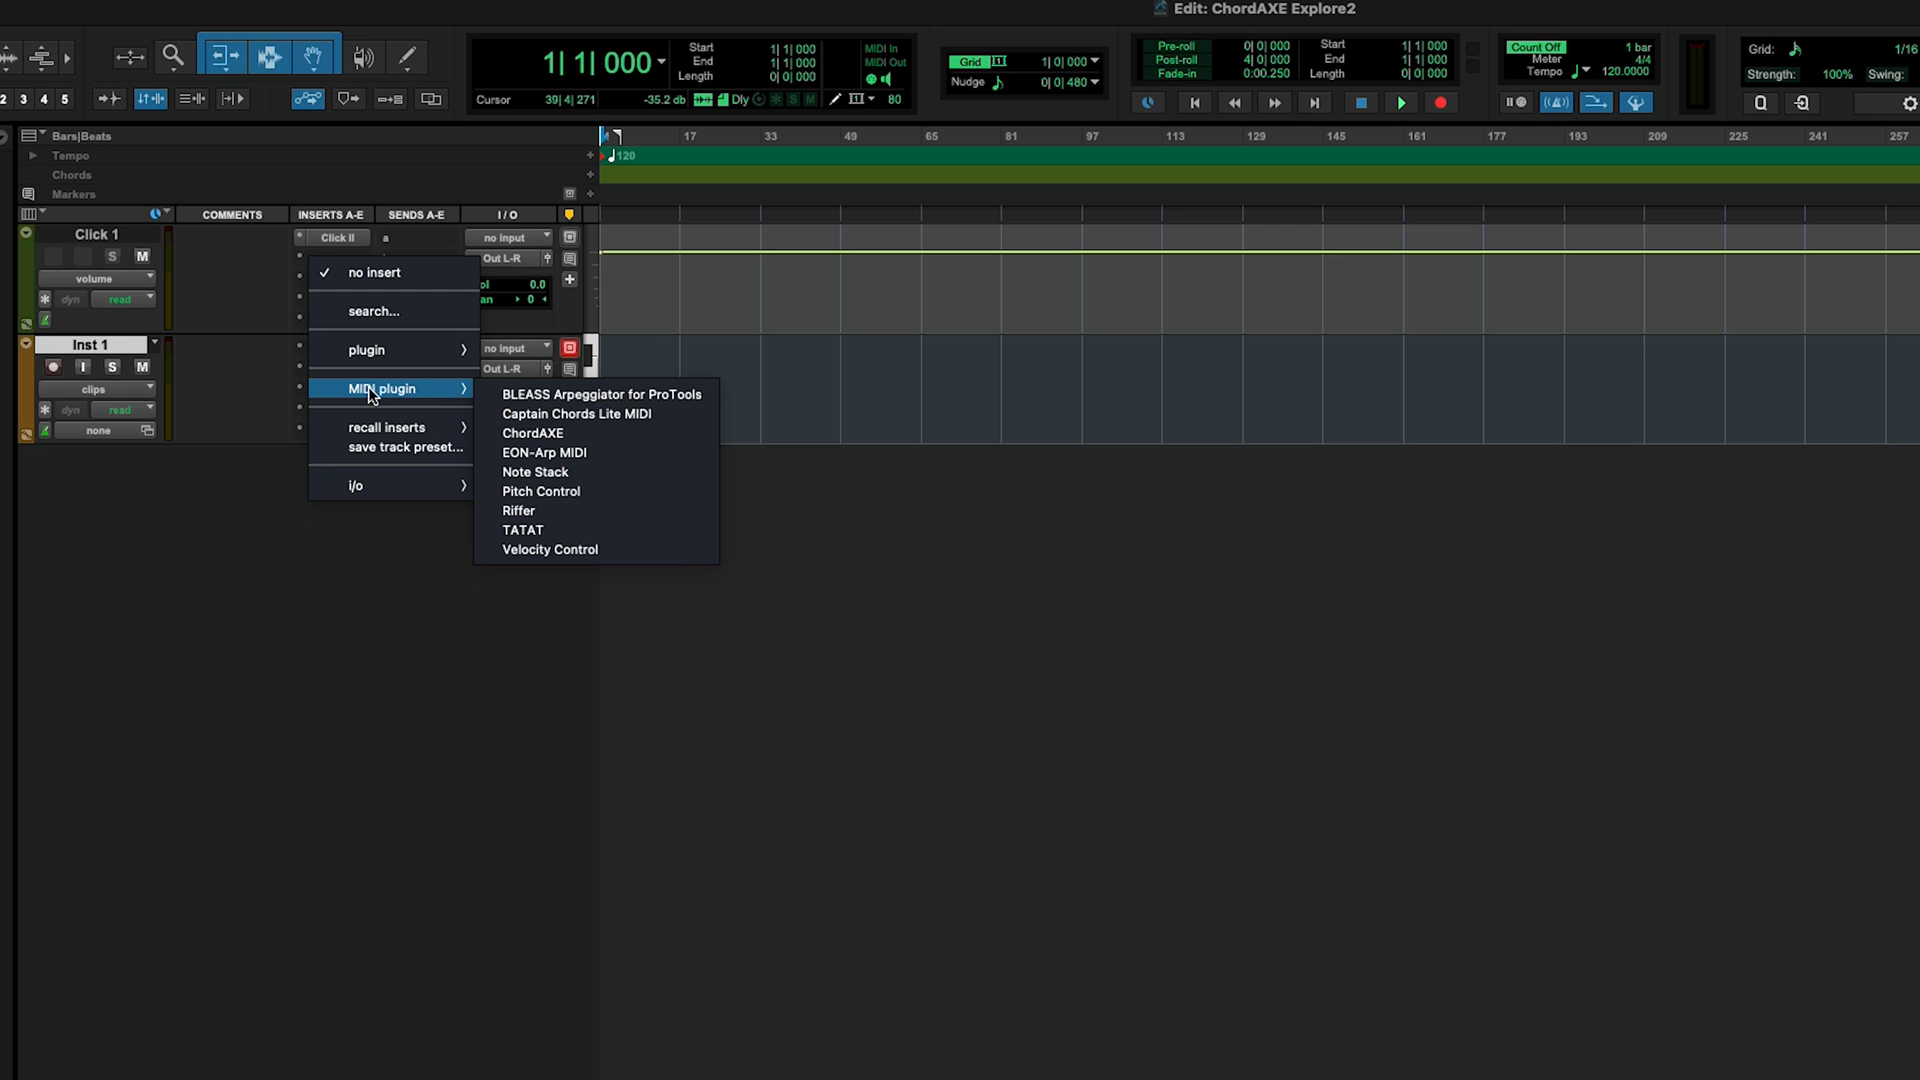 Edit: ChordAXE Explore2
1| 1| 000
Start 1| 1| 000
End 1| 1| 000
Length 0| 0| 000
MIDI In
MIDI Out
Cursor 39| 4| 271 -35.2 db Dly S M 80
Grid 1| 0| 000
Nudge 0| 0| 480
Pre-roll 0| 0| 000
Post-roll 4| 0| 000
Fade-in 0:00.250
Start 1| 1| 000
End 1| 1| 000
Length 0| 0| 000
Count Off 1 bar
Meter 4/4
Tempo 120.0000
Grid: 1/16
Strength: 100% Swing:
2 3 4 5
Bars|Beats
17 33 49 65 81 97 113 129 145 161 177 193 209 225 241 257
Tempo
120
Chords
Markers
COMMENTS INSERTS A-E SENDS A-E I / O
Click 1
Click II a no input
S M
Out L-R
volume
dyn read
0.0
0
no insert
search...
plugin
MIDI plugin
recall inserts
save track preset...
i/o
Inst 1
no input
I S M
Out L-R
clips
dyn read
none
BLEASS Arpeggiator for ProTools
Captain Chords Lite MIDI
ChordAXE
EON-Arp MIDI
Note Stack
Pitch Control
Riffer
TATAT
Velocity Control